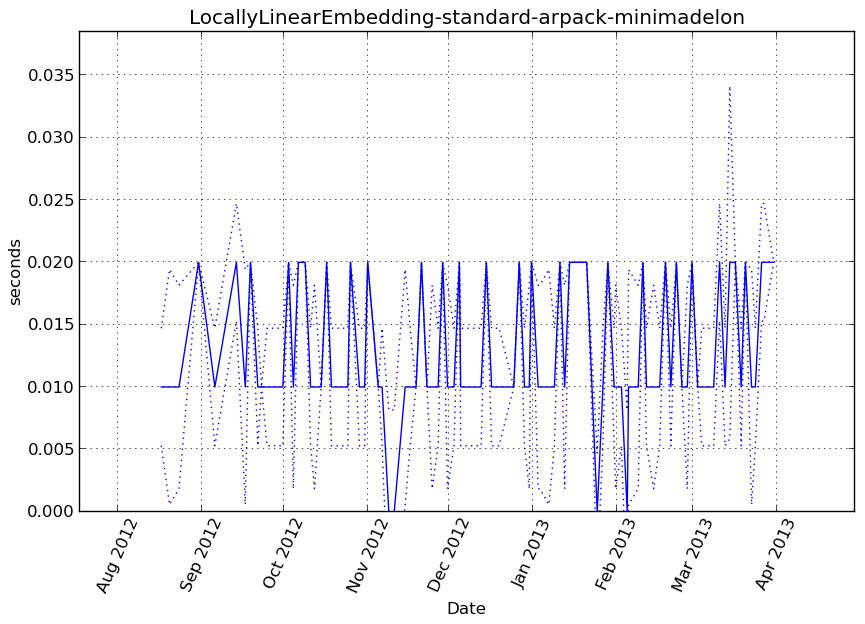 LocallyLinearEmbedding-standard-arpack-minimadelon
0.035
0.030
0.025
0.020
0.015
0.010
0.005
0.000
seconds
Aug 2012
Sep 2012
Oct 2012
Nov 2012
Dec 2012
Jan 2013
Feb 2013
Mar 2013
Apr 2013
Date